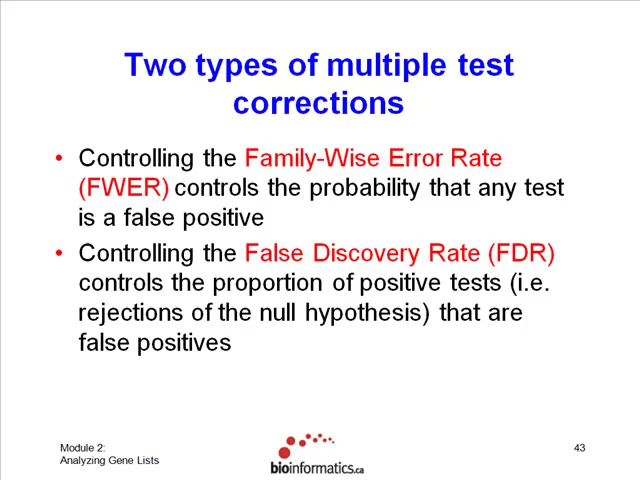 Two types of multiple test
corrections
• Controlling the Family-Wise Error Rate
(FWER) controls the probability that any test
is a false positive
• Controlling the False Discovery Rate (FDR)
controls the proportion of positive tests (i.e.
rejections of the null hypothesis) that are
false positives
Module 2:
Analyzing Gene Lists
bioinformatics.ca
43